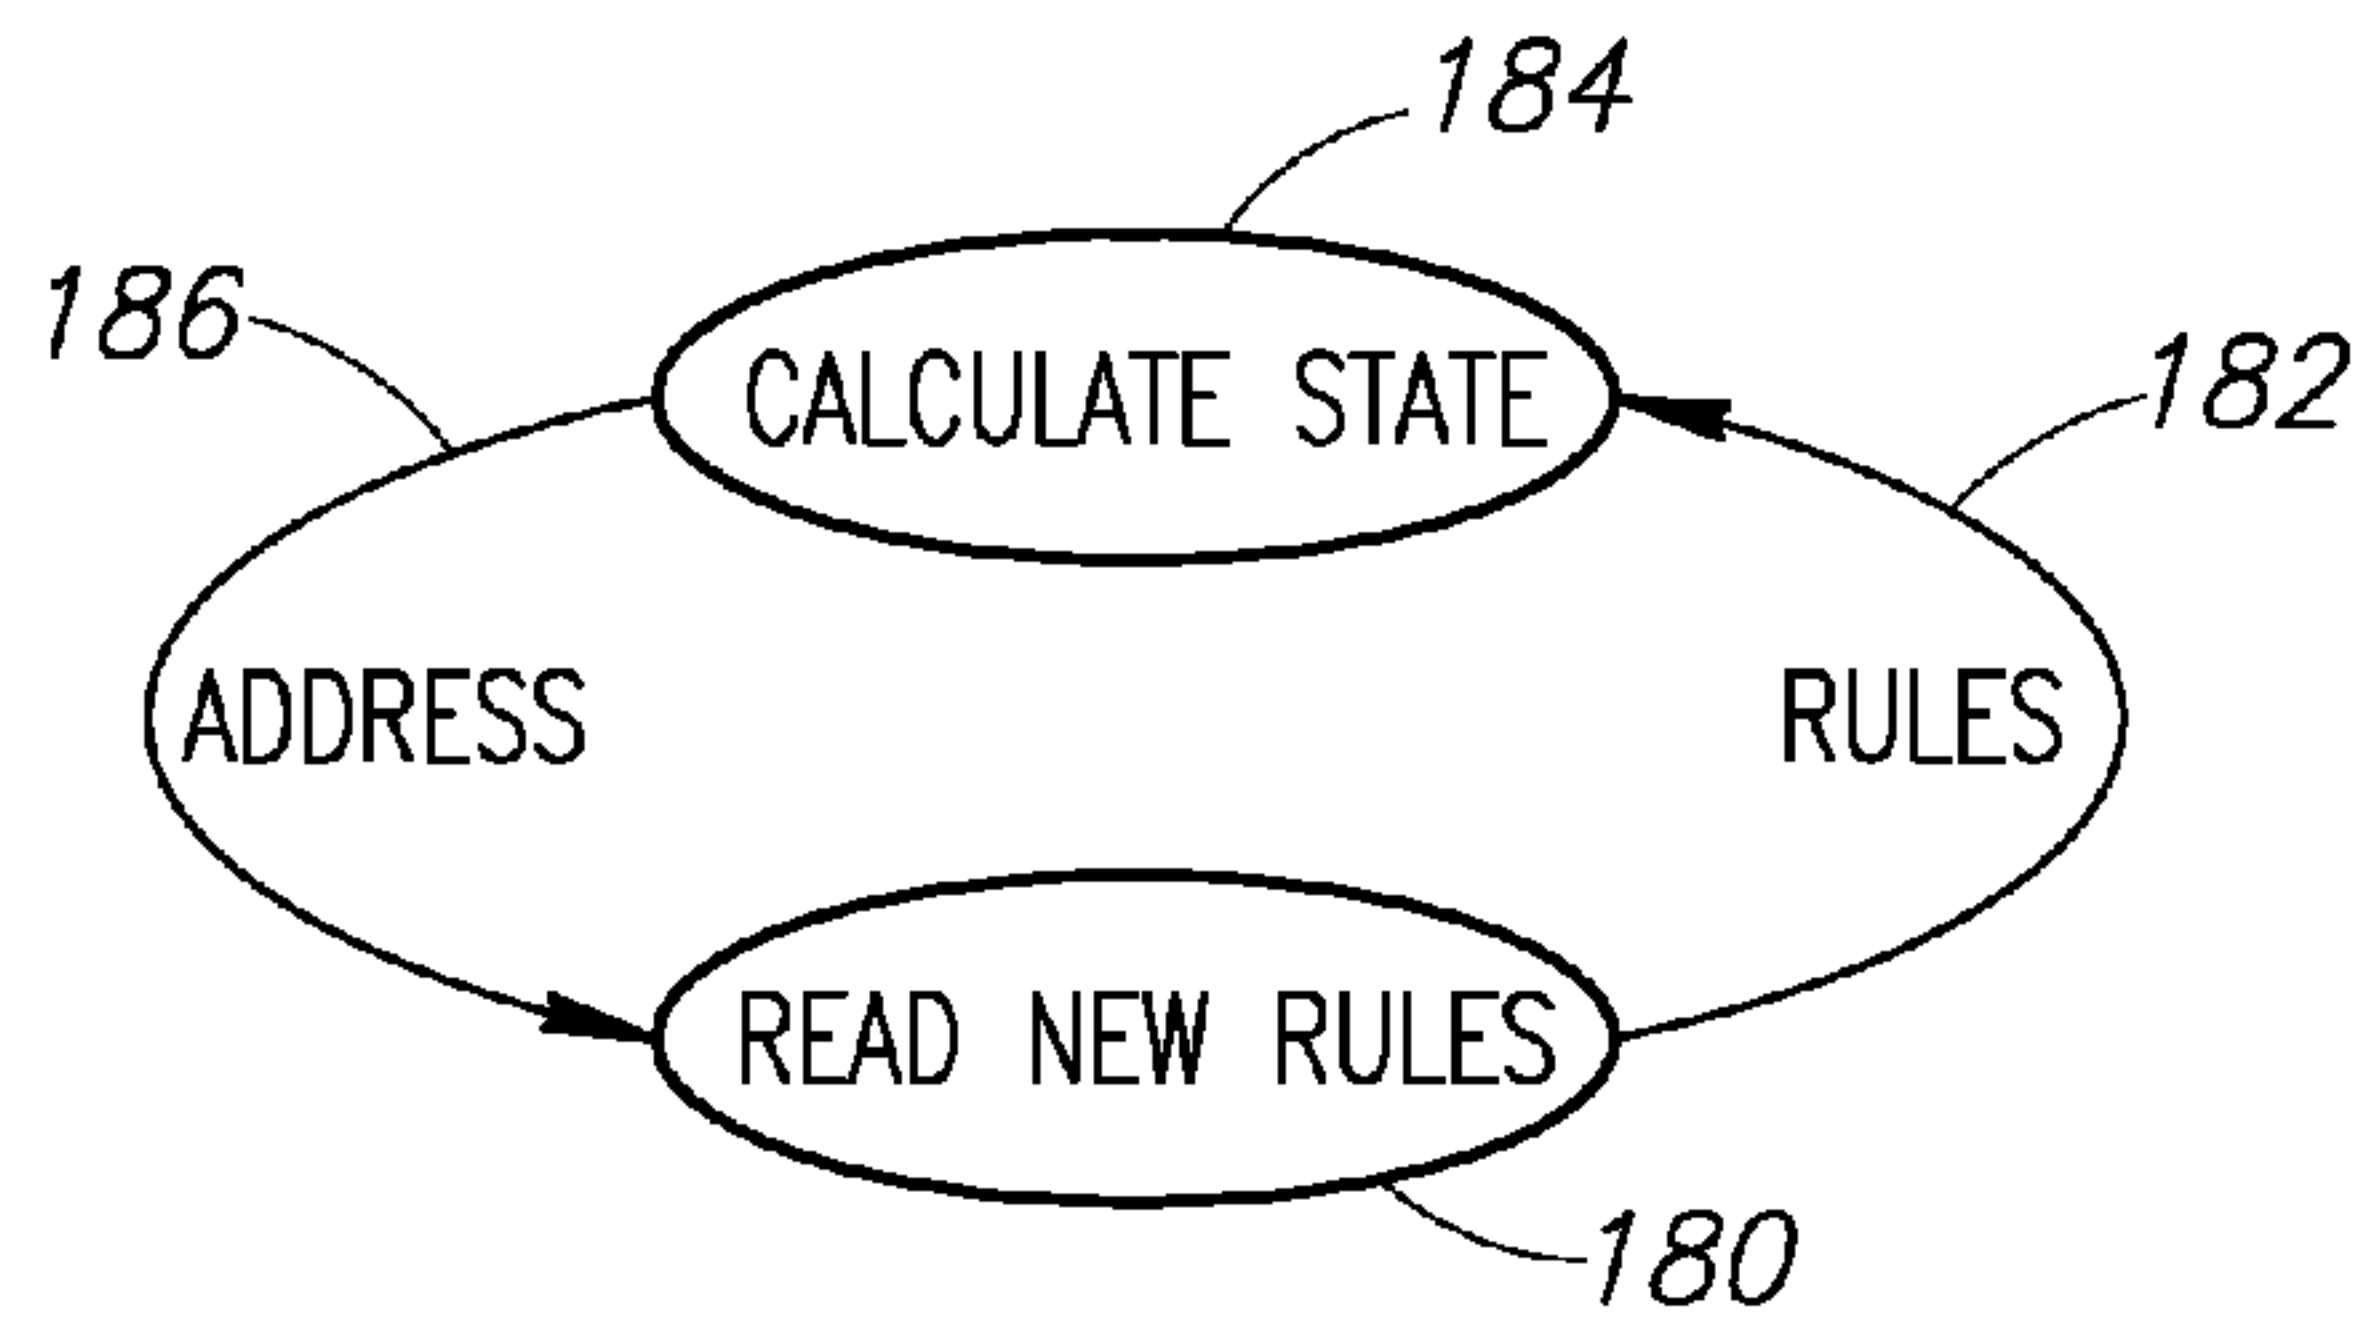 184
186
CALCULATE STATE
182
ADDRESS
RULES
READ NEW RULES
180